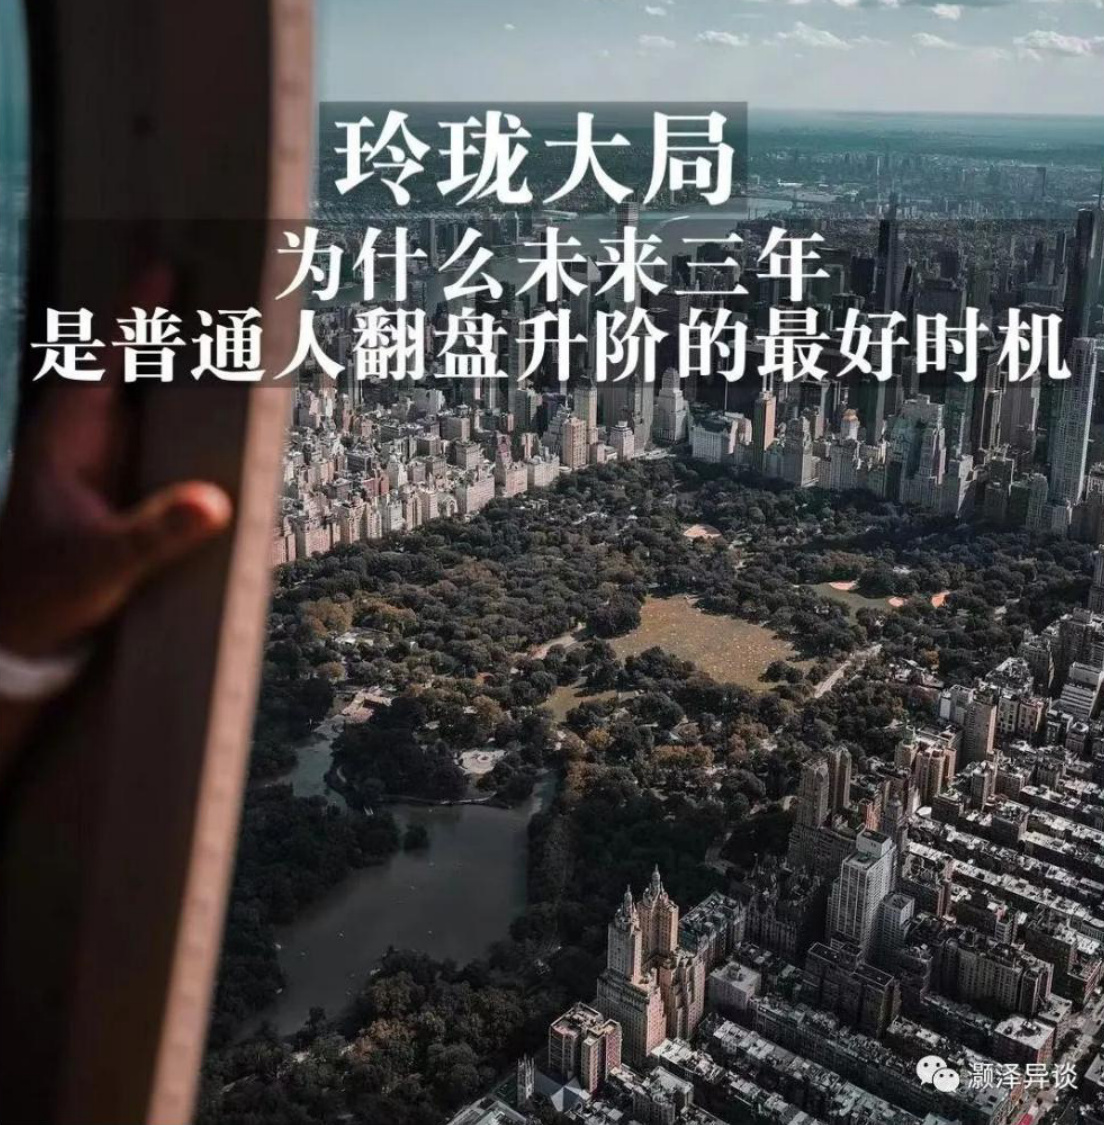 玲珑大局
为什么未来三年
是普通人翻盘升阶的最好时机
灏泽异谈